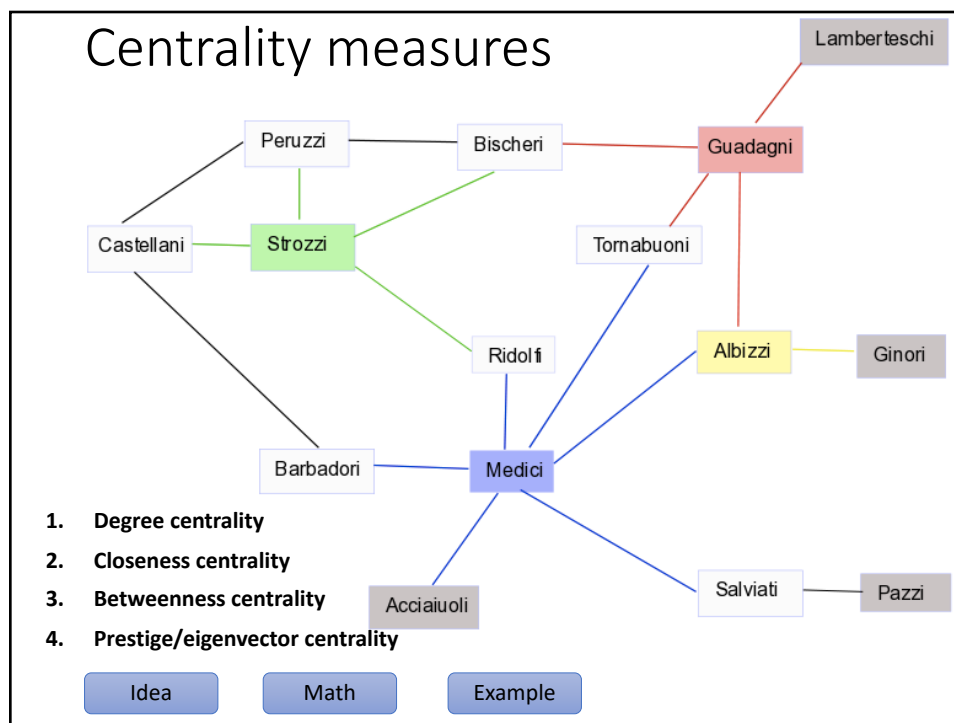 Centrality measures
Lamberteschi
Peruzzi
Bischeri
Guadagni
Castellani
Strozzi
Tornabuoni
Ridolfi
Albizzi
Ginori
Barbadori
Medici
1. Degree centrality
2. Closeness centrality
3. Betweenness centrality
4. Prestige/eigenvector centrality
Acciaiuoli
Salviati
Pazzi
Idea
Math
Example